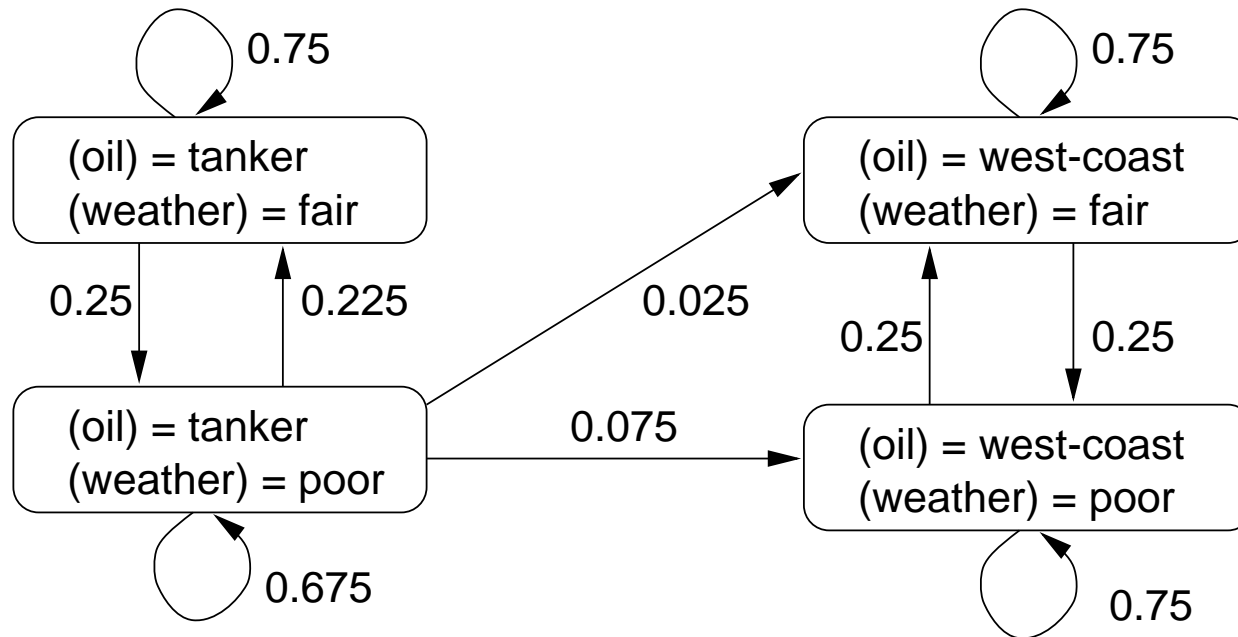 0.75
0.75
(oil) = tanker
(weather) = fair
(oil) = west-coast
(weather) = fair
0.25
0.225
0.025
0.25
0.25
(oil) = tanker
(weather) = poor
0.075
(oil) = west-coast
(weather) = poor
0.675
0.75